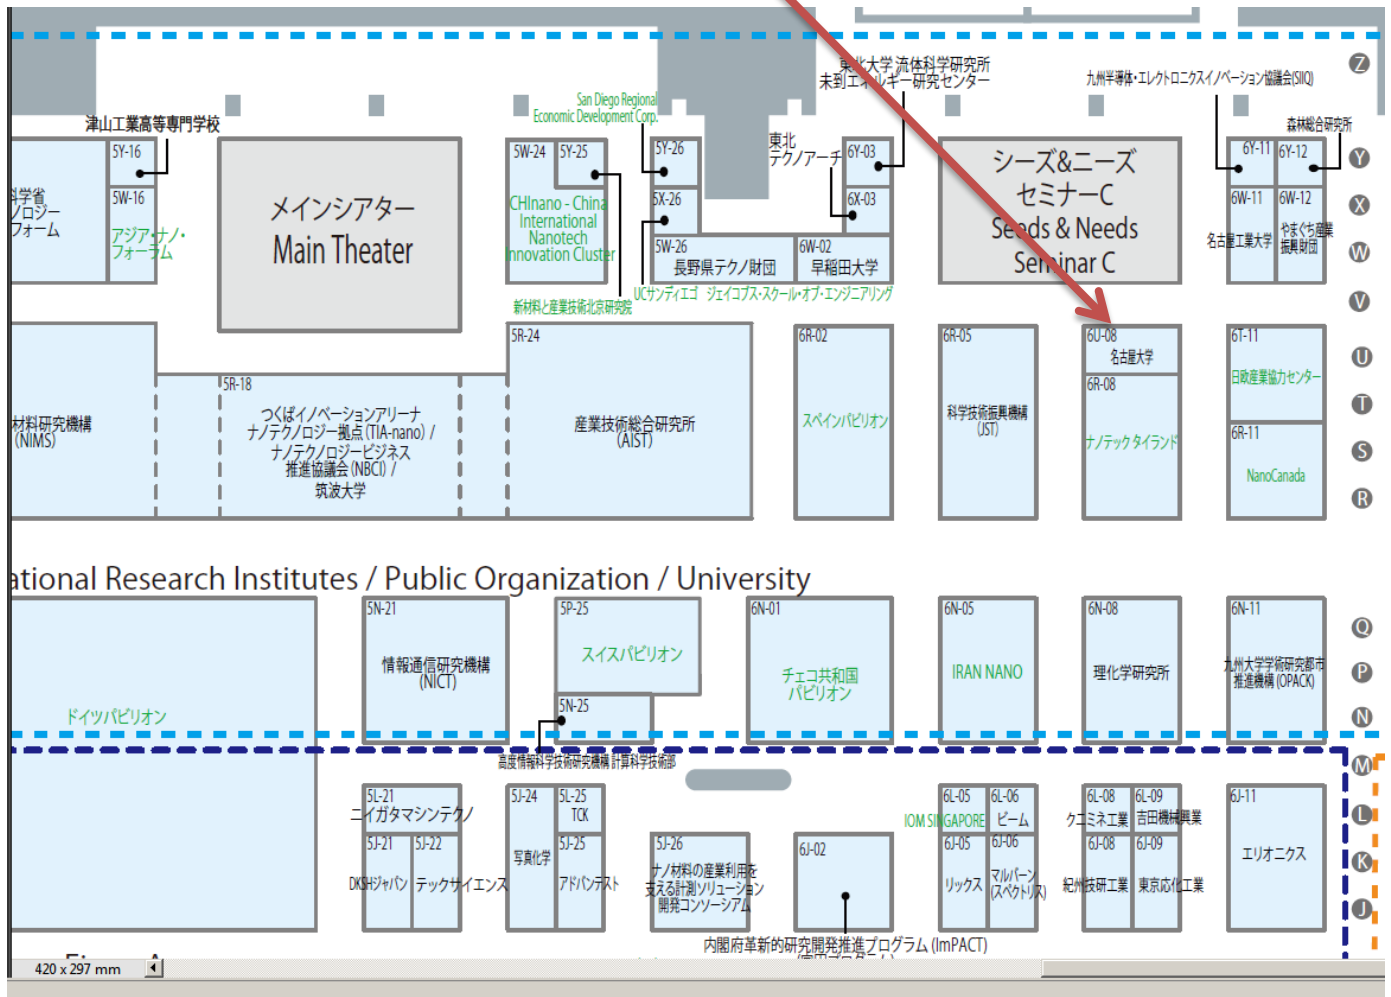 Z
東北大学 流体科学研究所
未到エネルギー研究センター
九州半導体・エレクトロニクスイノベーション協議会(SIIQ)
San Diego Regional
Economic Development Corp.
津山工業高等専門学校
森林総合研究所
東北
テクノアーチ
5Y-16
5W-24
5Y-25
5Y-26
6Y-03
シーズ&ニーズ
セミナーC
Seeds & Needs
Seminar C
6Y-11
6Y-12
Y
科学省
ノロジー
フォーム
5W-16
アジア・ナノ・
フォーラム
メインシアター
Main Theater
CHInano - China
International
Nanotech
Innovation Cluster
5X-26
6X-03
6W-11
6W-12
X
名古屋工業大学
やまぐち産業
振興財団
5W-26
長野県テクノ財団
6W-02
早稲田大学
W
新材料と産業技術北京研究院
UCサンディエゴ ジェイコブス・スクール・オブ・エンジニアリング
V
5R-24
産業技術総合研究所
(AIST)
6R-02
スペインパビリオン
6R-05
科学技術振興機構
(JST)
6U-08
名古屋大学
6R-08
ナノテック タイランド
6T-11
日欧産業協力センター
U
T
材料研究機構
(NIMS)
5R-18
つくばイノベーションアリーナ
ナノテクノロジー拠点 (TIA-nano) /
ナノテクノロジービジネス
推進協議会 (NBCI) /
筑波大学
6R-11
NanoCanada
S
R
ational Research Institutes / Public Organization / University
ドイツパビリオン
5N-21
情報通信研究機構
(NICT)
5P-25
スイスパビリオン
5N-25
高度情報科学技術研究機構 計算科学技術部
6N-01
チェコ共和国
パビリオン
6N-05
IRAN NANO
6N-08
理化学研究所
6N-11
九州大学学術研究都市
推進機構 (OPACK)
Q
P
N
M
5L-21
ニイガタマシンテクノ
5J-21
DKSHジャパン
5J-22
テックサイエンス
5J-24
写真化学
5L-25
TCK
5J-25
アドバンテスト
5J-26
ナノ材料の産業利用を
支える計測ソリューション
開発コンソーシアム
6J-02
内閣府革新的研究開発推進プログラム (ImPACT)
6L-05
IOM SINGAPORE
6L-06
ビーム
6J-05
リックス
6J-06
マルバーン
(スペクトリス)
6L-08
クニミネ工業
6L-09
吉田機械興業
6J-08
紀州技研工業
6J-09
東京応化工業
6J-11
エリオニクス
L
K
J
420 x 297 mm